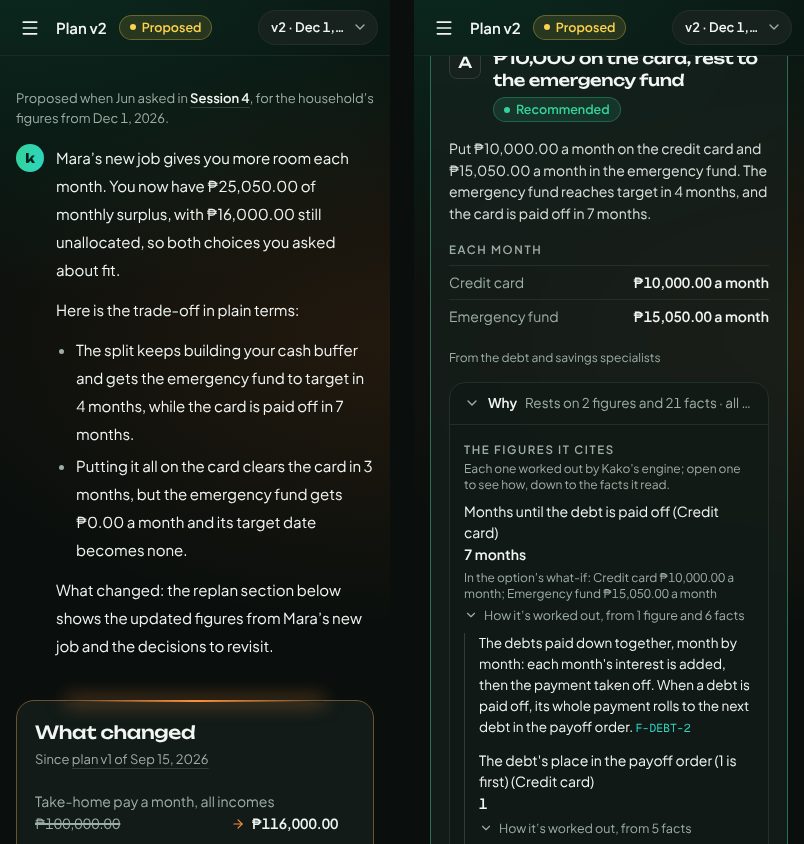 Plan v2
Proposed
v2 · Dec 1,...
Proposed when Jun asked in Session 4, for the household's
figures from Dec 1, 2026.
k
Mara's new job gives you more room each
month. You now have ₱25,050.00 of
monthly surplus, with ₱16,000.00 still
unallocated, so both choices you asked
about fit.
Here is the trade-off in plain terms:
• The split keeps building your cash buffer
and gets the emergency fund to target in
4 months, while the card is paid off in 7
months.
• Putting it all on the card clears the card in 3
months, but the emergency fund gets
₱0.00 a month and its target date
becomes none.
What changed: the replan section below
shows the updated figures from Mara's new
job and the decisions to revisit.
What changed
Since plan v1 of Sep 15, 2026
Take-home pay a month, all incomes
₱100,000.00 → ₱116,000.00
Plan v2
Proposed
v2 · Dec 1,...
A
₱10,000 on the card, rest to
the emergency fund
Recommended
Put ₱10,000.00 a month on the credit card and
₱15,050.00 a month in the emergency fund. The
emergency fund reaches target in 4 months, and
the card is paid off in 7 months.
EACH MONTH
Credit card ₱10,000.00 a month
Emergency fund ₱15,050.00 a month
From the debt and savings specialists
Why Rests on 2 figures and 21 facts · all ...
THE FIGURES IT CITES
Each one worked out by Kako's engine; open one
to see how, down to the facts it read.
Months until the debt is paid off (Credit
card)
7 months
In the option's what-if: Credit card ₱10,000.00 a
month; Emergency fund ₱15,050.00 a month
How it's worked out, from 1 figure and 6 facts
The debts paid down together, month by
month: each month's interest is added,
then the payment taken off. When a debt is
paid off, its whole payment rolls to the next
debt in the payoff order. F-DEBT-2
The debt's place in the payoff order (1 is
first) (Credit card)
1
How it's worked out, from 5 facts